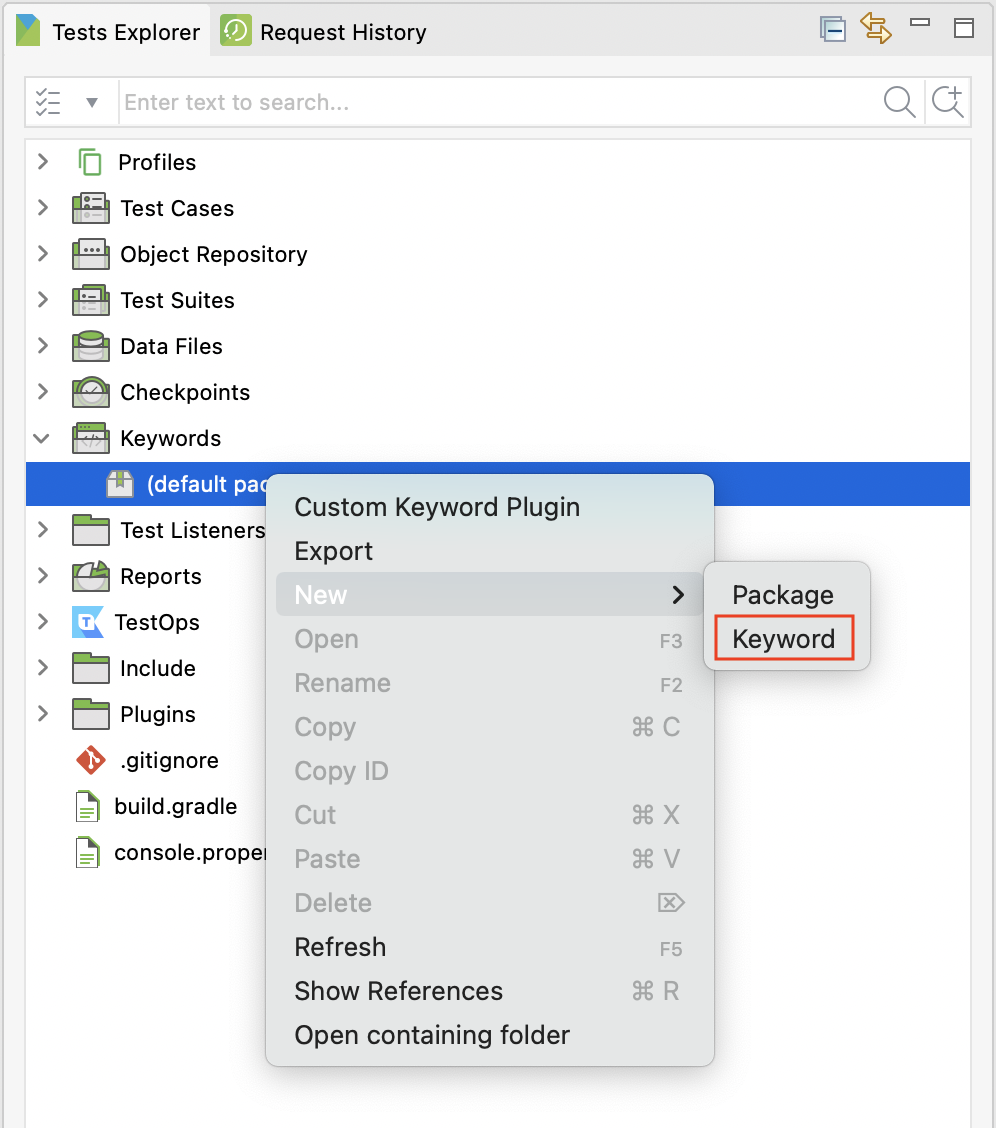 Tests Explorer
Request History
Enter text to search...
Profiles
Test Cases
Object Repository
Test Suites
Data Files
Checkpoints
Keywords
(default pac
Test Listeners
Reports
TestOps
Include
Plugins
.gitignore
build.gradle
console.proper
Custom Keyword Plugin
Export
New
Open F3
Rename F2
Copy ⌘ C
Copy ID
Cut ⌘ X
Paste ⌘ V
Delete ⌦
Refresh F5
Show References ⌘ R
Open containing folder
Package
Keyword